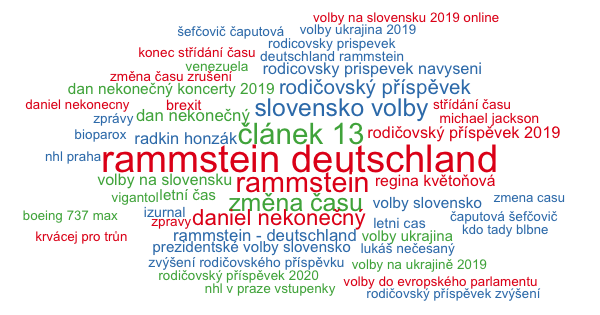 volby na slovensku 2019 online
šefčovič čaputová volby ukrajina 2019
rodicovsky prispevek
konec střídání času deutschland rammstein
venezuela rodicovsky prispevek navyseni
změna času zrušení
dan nekonečný koncerty 2019 rodičovský příspěvek
daniel nekonecny brexit slovensko volby střídání času
zprávy dan nekonečný michael jackson
bioparox radkin honzák článek 13 rodičovský příspěvek 2019
nhl praha rammstein deutschland
volby na slovensku rammstein regina květoňová
vigantol letní čas změna času volby slovensko zmena casu
boeing 737 max izurnal daniel nekonečný čaputová šefčovič
zpravy letni cas kdo tady blbne
krvácej pro trůn rammstein - deutschland volby ukrajina
prezidentské volby slovensko lukáš nečesaný
zvýšení rodičovského příspěvku volby na ukrajině 2019
rodičovský příspěvek 2020
nhl v praze vstupenky volby do evropského parlamentu
rodičovský příspěvek zvýšení